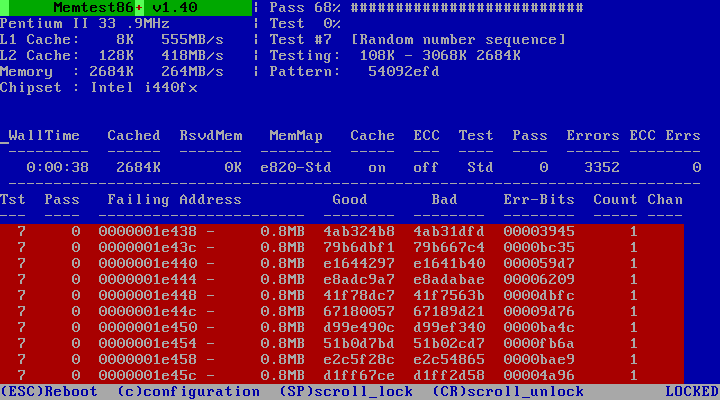 Memtest86+ v1.40 | Pass 68% ##########################
Pentium II 33 .9MHz | Test 0%
L1 Cache: 8K 555MB/s | Test #7 [Random number sequence]
L2 Cache: 128K 418MB/s | Testing: 108K - 3068K 2684K
Memory : 2684K 264MB/s | Pattern: 54092efd
Chipset : Intel i440fx
WallTime Cached RsvdMem MemMap Cache ECC Test Pass Errors ECC Errs
0:00:38 2684K 0K e820-Std on off Std 0 3352 0
Tst Pass Failing Address Good Bad Err-Bits Count Chan
7 0 0000001e438 - 0.8MB 4ab324b8 4ab31dfd 00003945 1
7 0 0000001e43c - 0.8MB 79b6dbf1 79b667c4 0000bc35 1
7 0 0000001e440 - 0.8MB e1644297 e1641b40 000059d7 1
7 0 0000001e444 - 0.8MB e8adc9a7 e8adabae 00006209 1
7 0 0000001e448 - 0.8MB 41f78dc7 41f7563b 0000dbfc 1
7 0 0000001e44c - 0.8MB 67180057 67189d21 00009d76 1
7 0 0000001e450 - 0.8MB d99e490c d99ef340 0000ba4c 1
7 0 0000001e454 - 0.8MB 51b0d7bd 51b02cd7 0000fb6a 1
7 0 0000001e458 - 0.8MB e2c5f28c e2c54865 0000bae9 1
7 0 0000001e45c - 0.8MB d1ff67ce d1ff2d58 00004a96 1
(ESC)Reboot (c)configuration (SP)scroll_lock (CR)scroll_unlock LOCKED